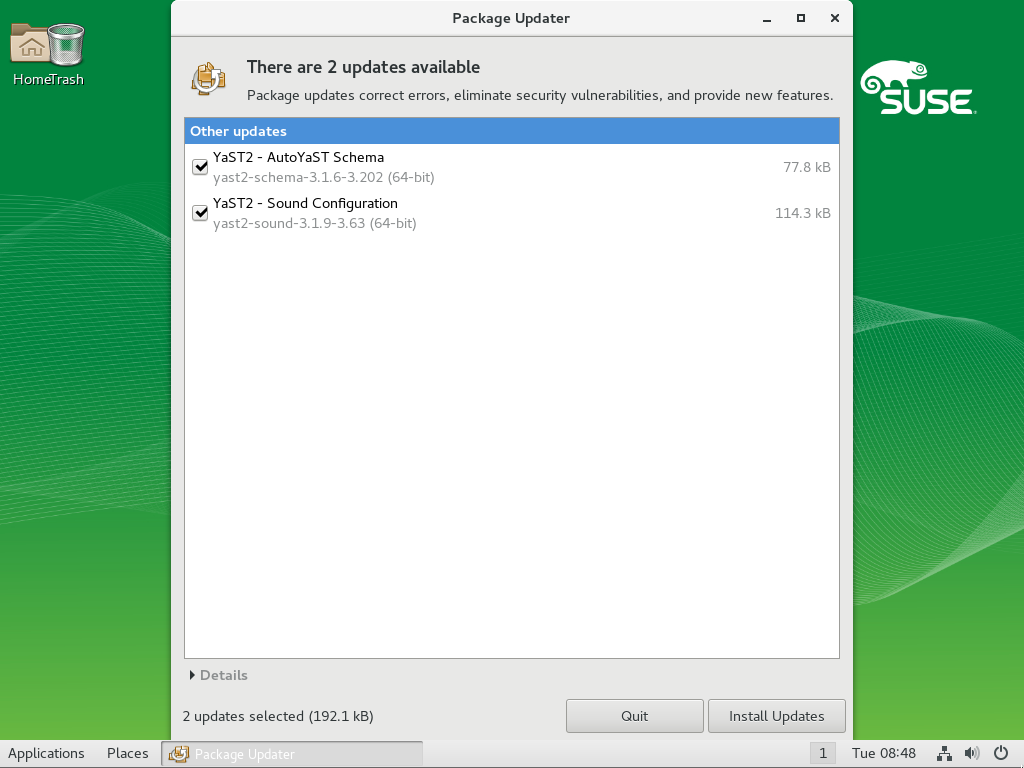 Package Updater
Home
Trash
There are 2 updates available
Package updates correct errors, eliminate security vulnerabilities, and provide new features.
SUSE
Other updates
YaST2 - AutoYaST Schema
yast2-schema-3.1.6-3.202 (64-bit)
77.8 kB
YaST2 - Sound Configuration
yast2-sound-3.1.9-3.63 (64-bit)
114.3 kB
Details
2 updates selected (192.1 kB)
Quit
Install Updates
Applications
Places
Package Updater
1
Tue 08:48